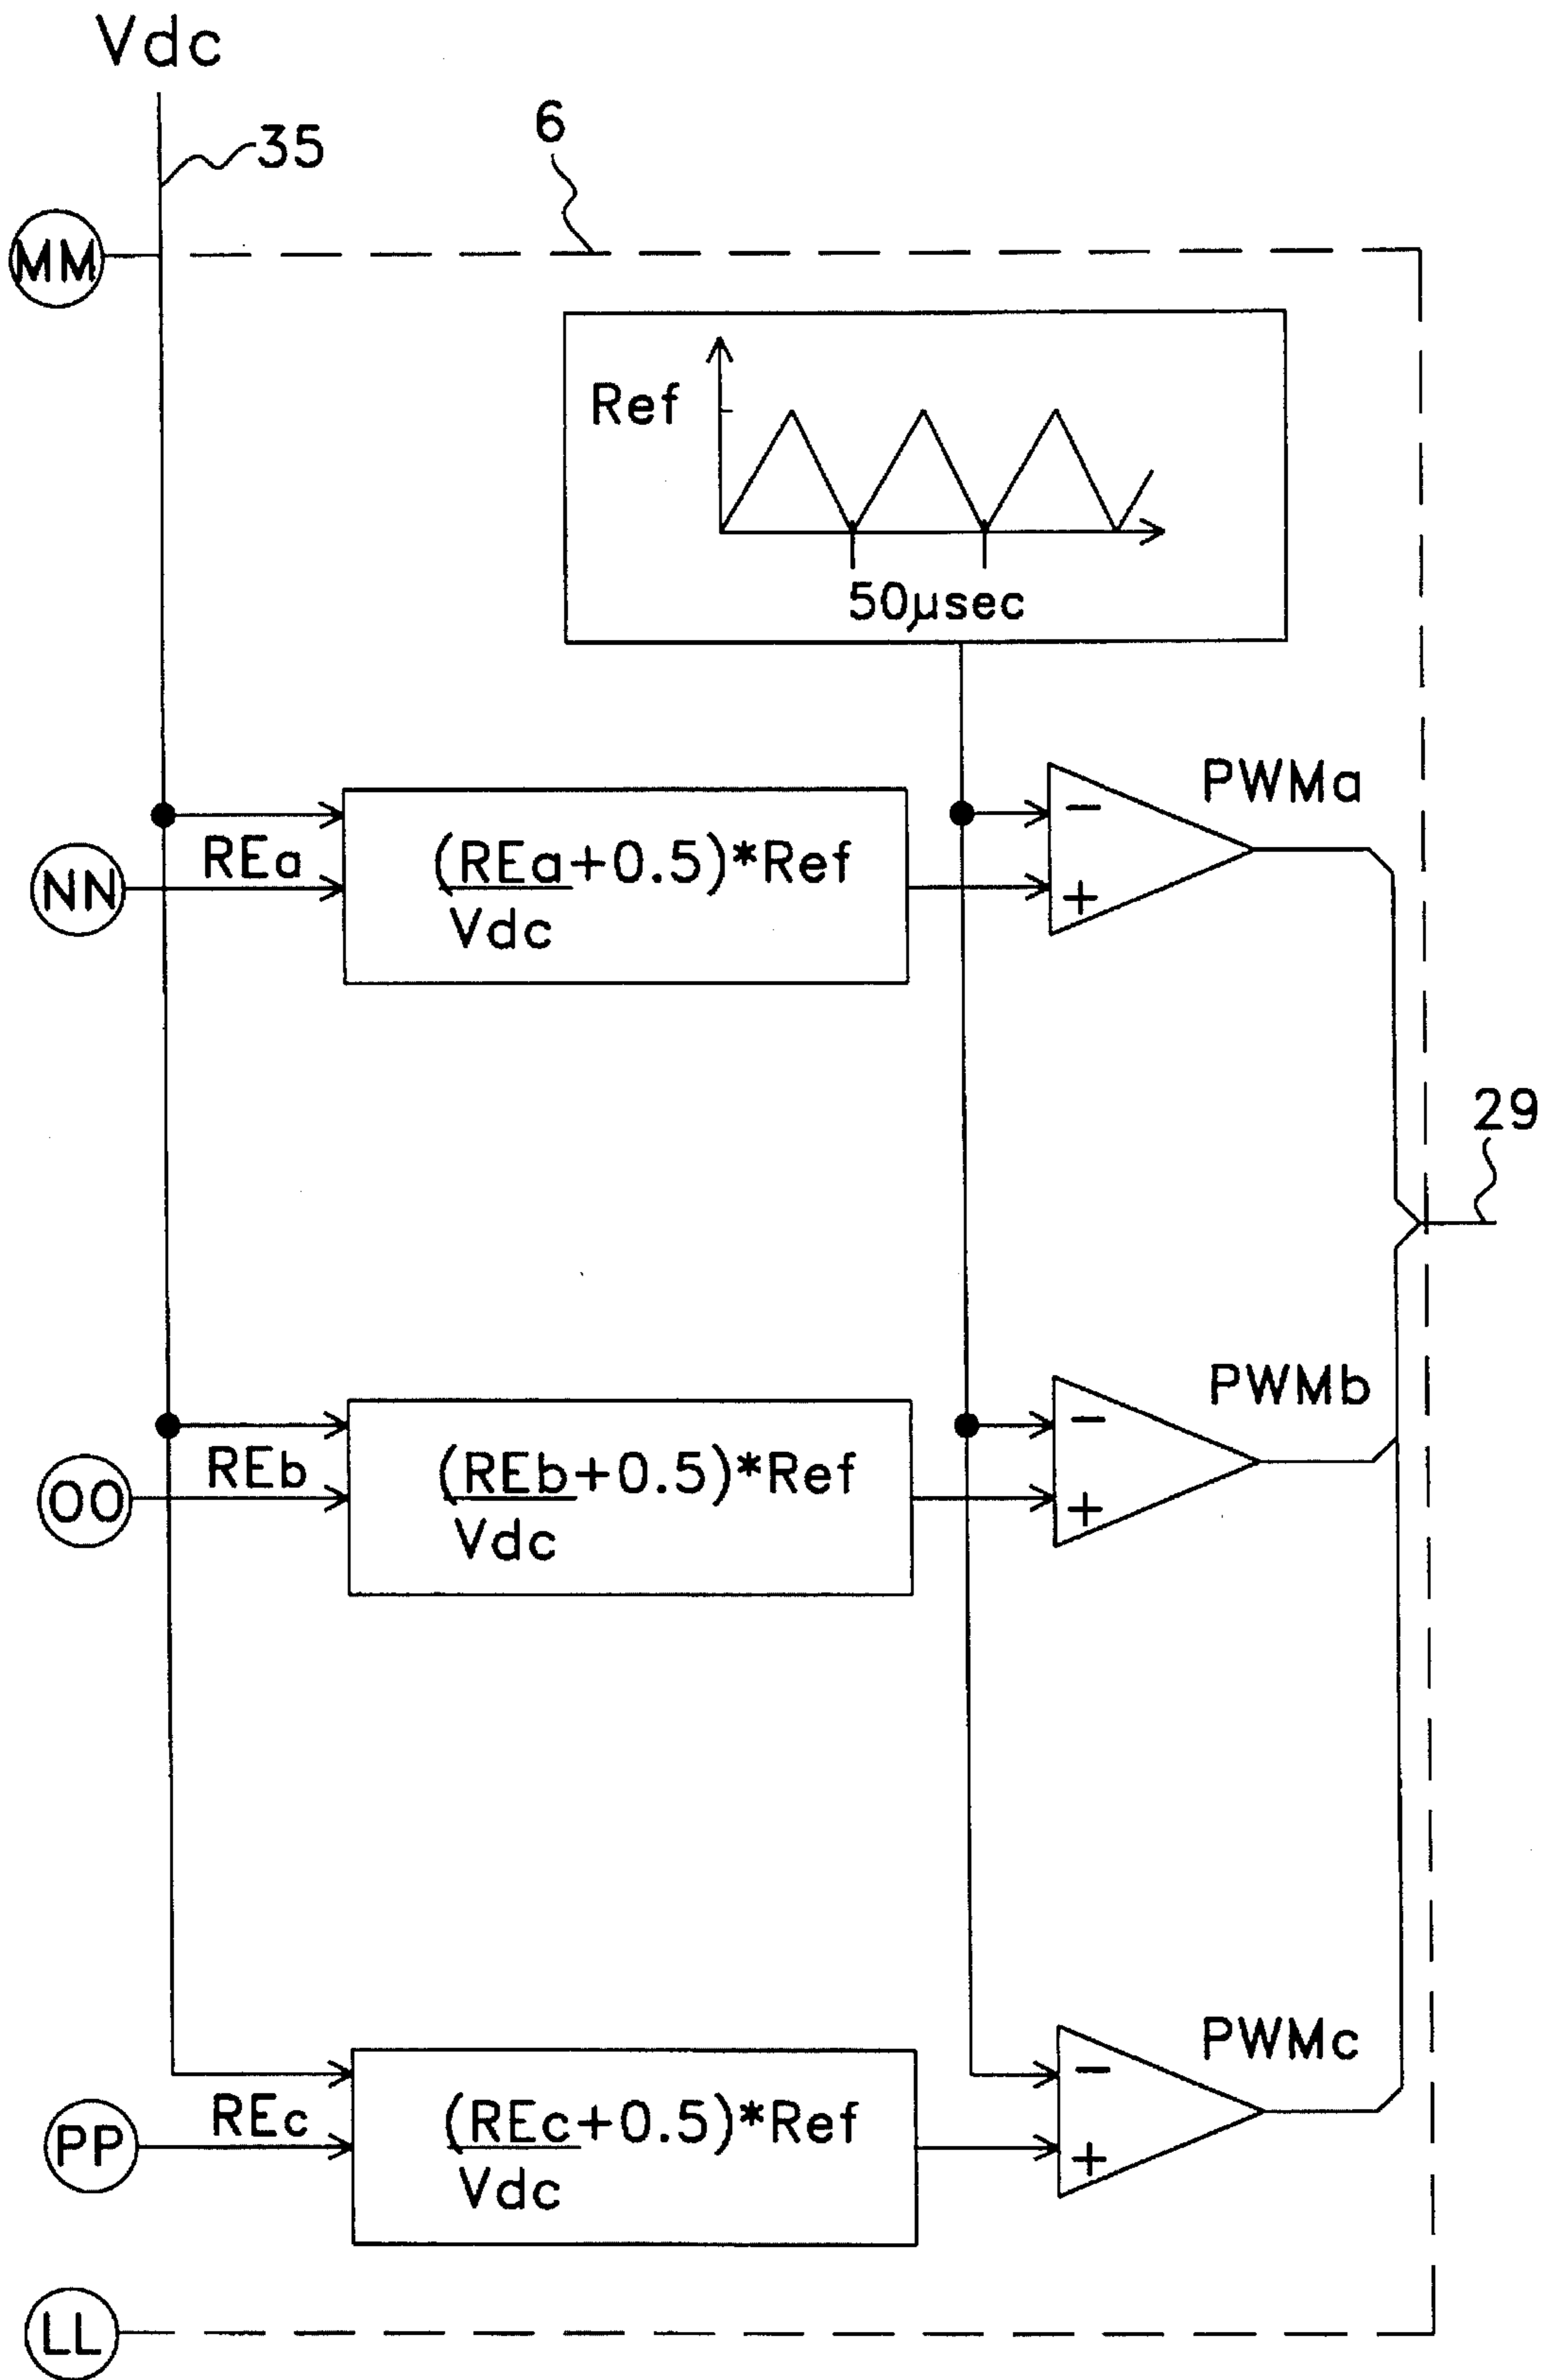 Vdc
35
6
MM
Ref
50μsec
PWMa
−
REa
(REa+0.5)*Ref
Vdc
NN
+
29
PWMb
−
REb
(REb+0.5)*Ref
Vdc
OO
+
PWMc
−
REc
(REc+0.5)*Ref
Vdc
PP
+
LL